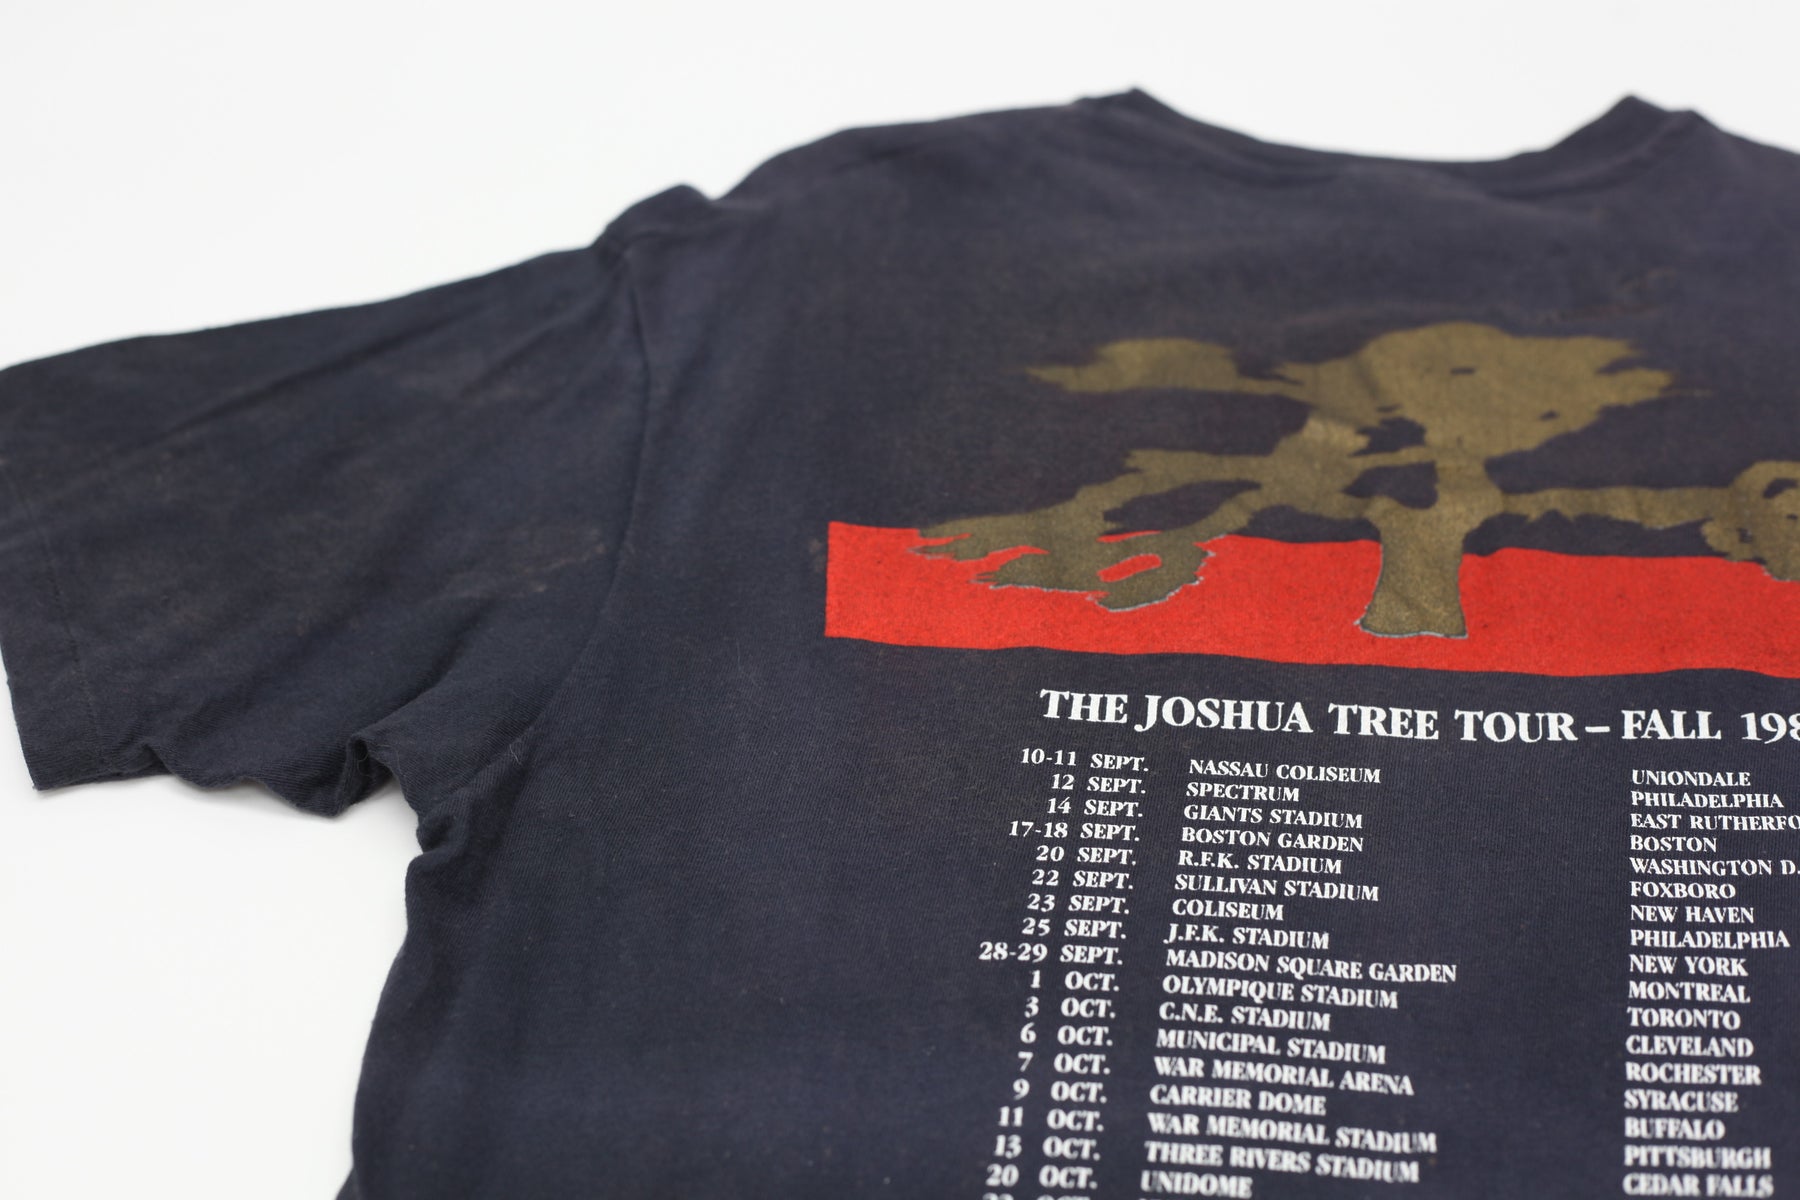 THE JOSHUA TREE TOUR – FALL 198
10-11 SEPT. NASSAU COLISEUM UNIONDALE
12 SEPT. SPECTRUM PHILADELPHIA
14 SEPT. GIANTS STADIUM EAST RUTHERFO
17-18 SEPT. BOSTON GARDEN BOSTON
20 SEPT. R.F.K. STADIUM WASHINGTON D.
22 SEPT. SULLIVAN STADIUM FOXBORO
23 SEPT. COLISEUM NEW HAVEN
25 SEPT. J.F.K. STADIUM PHILADELPHIA
28-29 SEPT. MADISON SQUARE GARDEN NEW YORK
1 OCT. OLYMPIQUE STADIUM MONTREAL
3 OCT. C.N.E. STADIUM TORONTO
6 OCT. MUNICIPAL STADIUM CLEVELAND
7 OCT. WAR MEMORIAL ARENA ROCHESTER
9 OCT. CARRIER DOME SYRACUSE
11 OCT. WAR MEMORIAL STADIUM BUFFALO
13 OCT. THREE RIVERS STADIUM PITTSBURGH
20 OCT. UNIDOME CEDAR FALLS